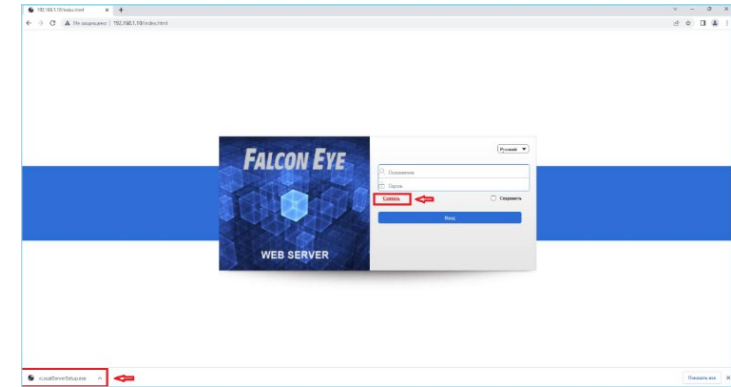 192.168.1.10/index.html
Не защищено 192.168.1.10/index.html
FALCON EYE
WEB SERVER
Русский
Пользователь
Пароль
Скачать
Сохранить
Вход
Показать все